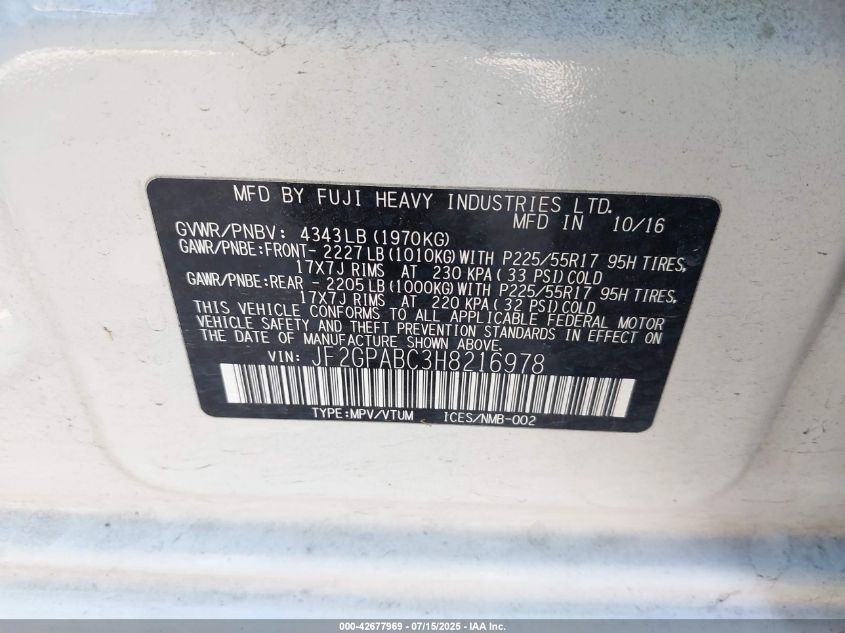 MFD BY FUJI HEAVY INDUSTRIES LTD.
MFD IN 10/16
GVWR/PNBV: 4343LB (1970KG)
GAWR/PNBE:FRONT- 2227LB(1010KG)WITH P225/55R17 95H TIRES,
17X7J RIMS AT 230 KPA(33 PSI)COLD
GAWR/PNBE:REAR - 2205LB(1000KG)WITH P225/55R17 95H TIRES,
17X7J RIMS AT 220 KPA(32 PSI)COLD
THIS VEHICLE CONFORMS TO ALL APPLICABLE FEDERAL MOTOR
VEHICLE SAFETY AND THEFT PREVENTION STANDARDS IN EFFECT ON
THE DATE OF MANUFACTURE SHOWN ABOVE.
VIN: JF2GPABC3H8216978
TYPE:MPV/VTUM ICES/NMB-002
000-42677969 - 07/15/2025 - IAA Inc.